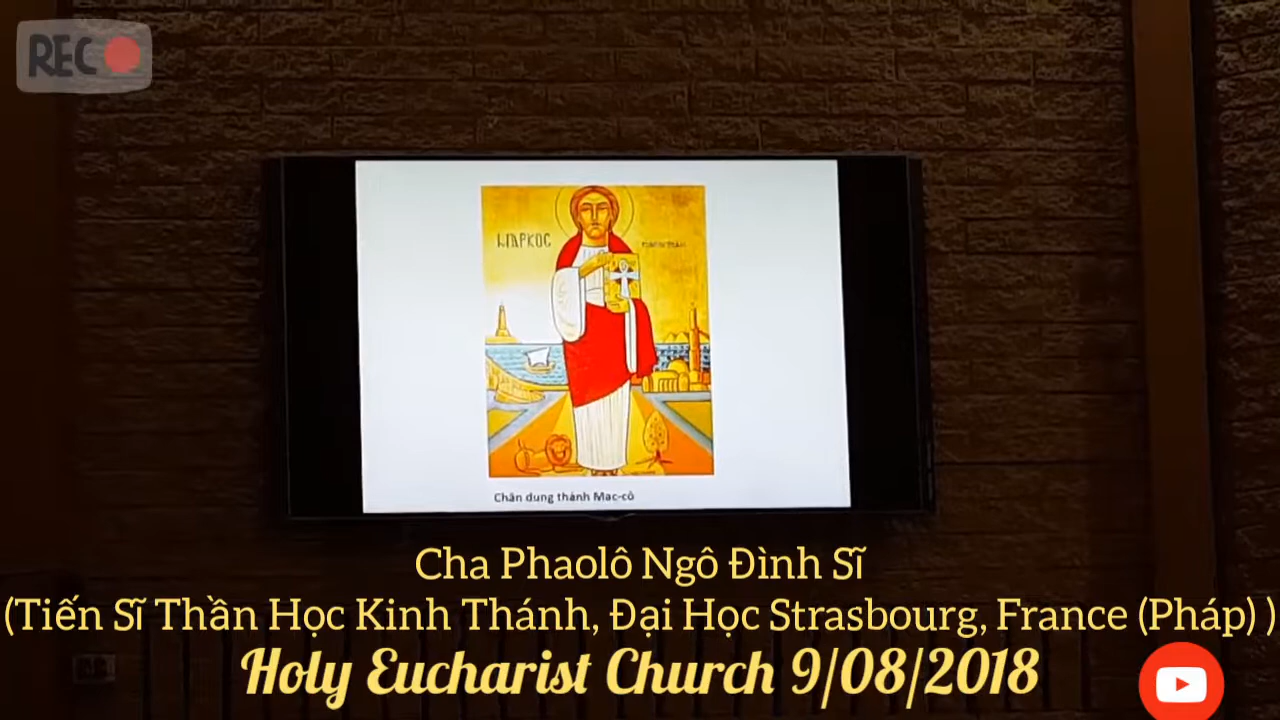 REC
ΜΑΡΚΟΣ
Chân dung thánh Mac-cô
Cha Phaolô Ngô Đình Sĩ
(Tiến Sĩ Thần Học Kinh Thánh, Đại Học Strasbourg, France (Pháp) )
Holy Eucharist Church 9/08/2018